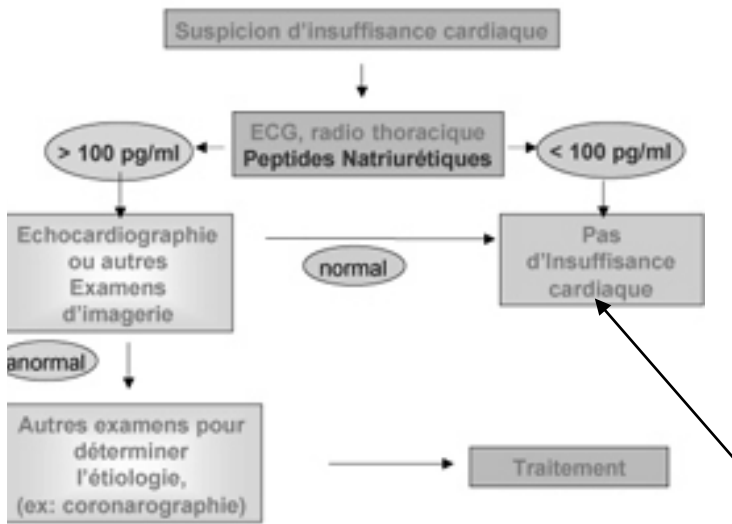 Suspicion d'insuffisance cardiaque
ECG, radio thoracique
Peptides Natriurétiques
> 100 pg/ml
< 100 pg/ml
Echocardiographie
ou autres
Examens
d'imagerie
normal
Pas
d'Insuffisance
cardiaque
anormal
Autres examens pour
déterminer
l'étiologie,
(ex: coronarographie)
Traitement